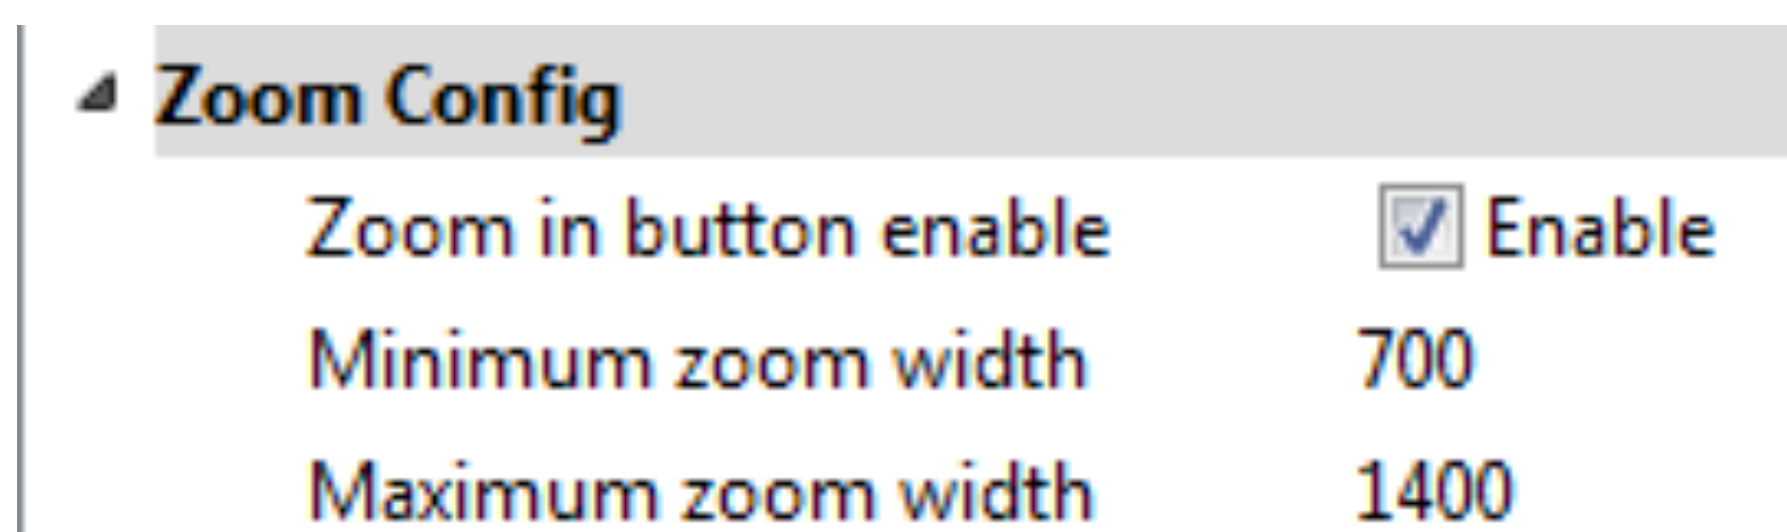 Zoom Config
Zoom in button enable Enable
Minimum zoom width 700
Maximum zoom width 1400